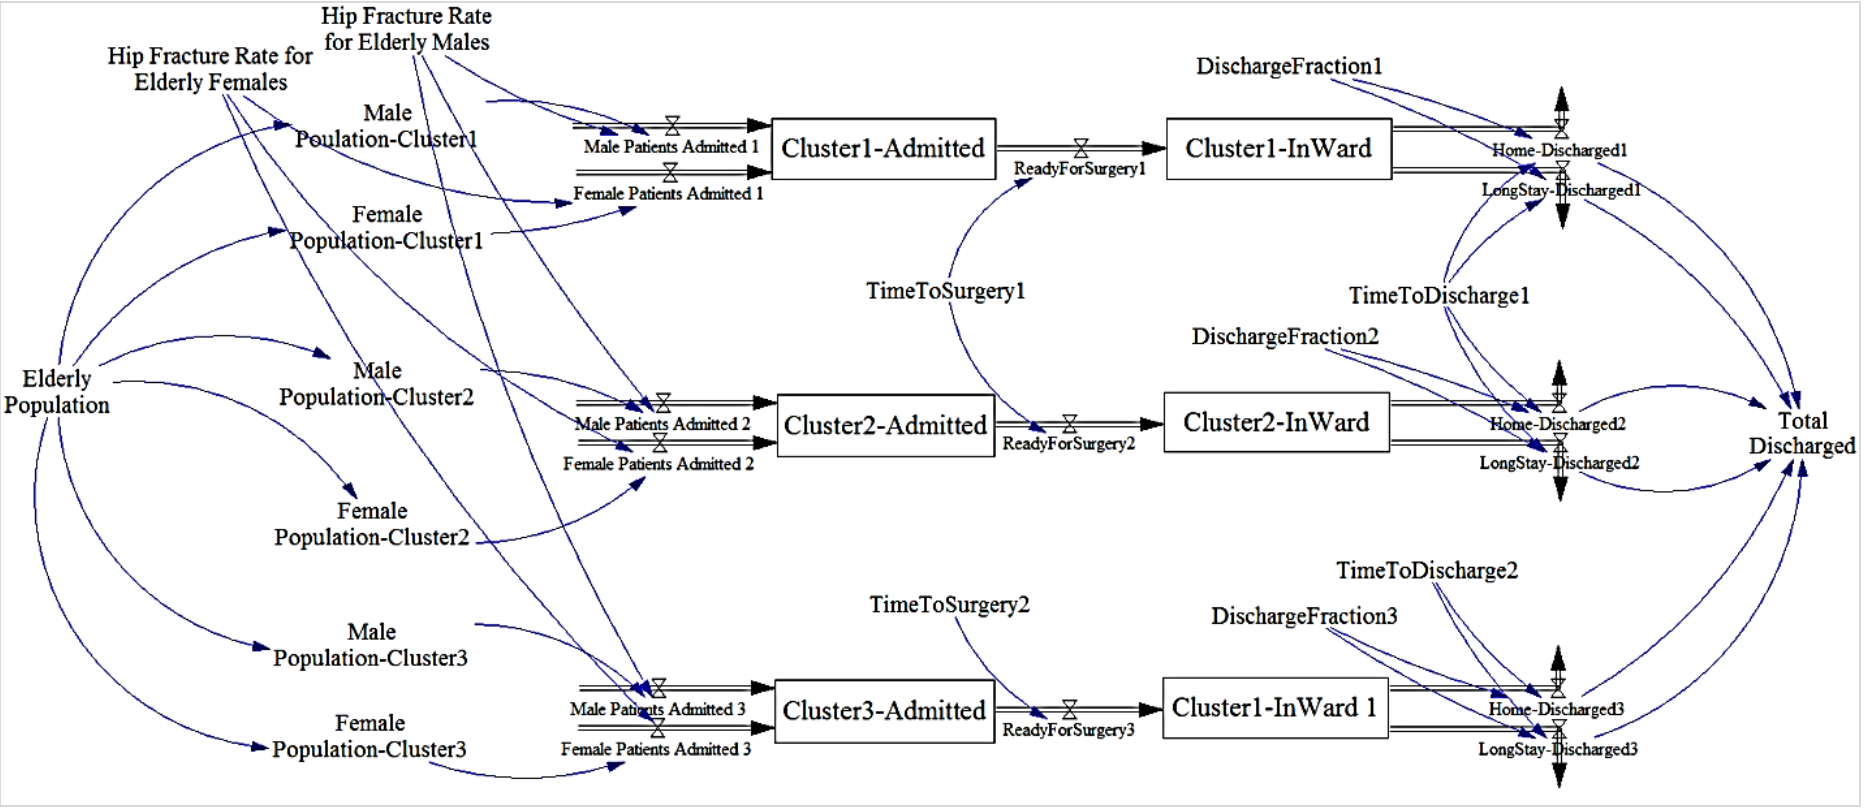 Hip Fracture Rate
for Elderly Males
Hip Fracture Rate for
Elderly Females
Male
Poulation-Cluster1
Female
Population-Cluster1
Elderly
Population
Male
Population-Cluster2
Female
Population-Cluster2
Male
Population-Cluster3
Female
Population-Cluster3
Male Patients Admitted 1
Female Patients Admitted 1
Cluster1-Admitted
ReadyForSurgery1
Cluster1-InWard
DischargeFraction1
Home-Discharged1
LongStay-Discharged1
TimeToSurgery1
TimeToDischarge1
DischargeFraction2
Male Patients Admitted 2
Female Patients Admitted 2
Cluster2-Admitted
ReadyForSurgery2
Cluster2-InWard
Home-Discharged2
LongStay-Discharged2
Total
Discharged
TimeToSurgery2
TimeToDischarge2
DischargeFraction3
Male Patients Admitted 3
Female Patients Admitted 3
Cluster3-Admitted
ReadyForSurgery3
Cluster1-InWard 1
Home-Discharged3
LongStay-Discharged3